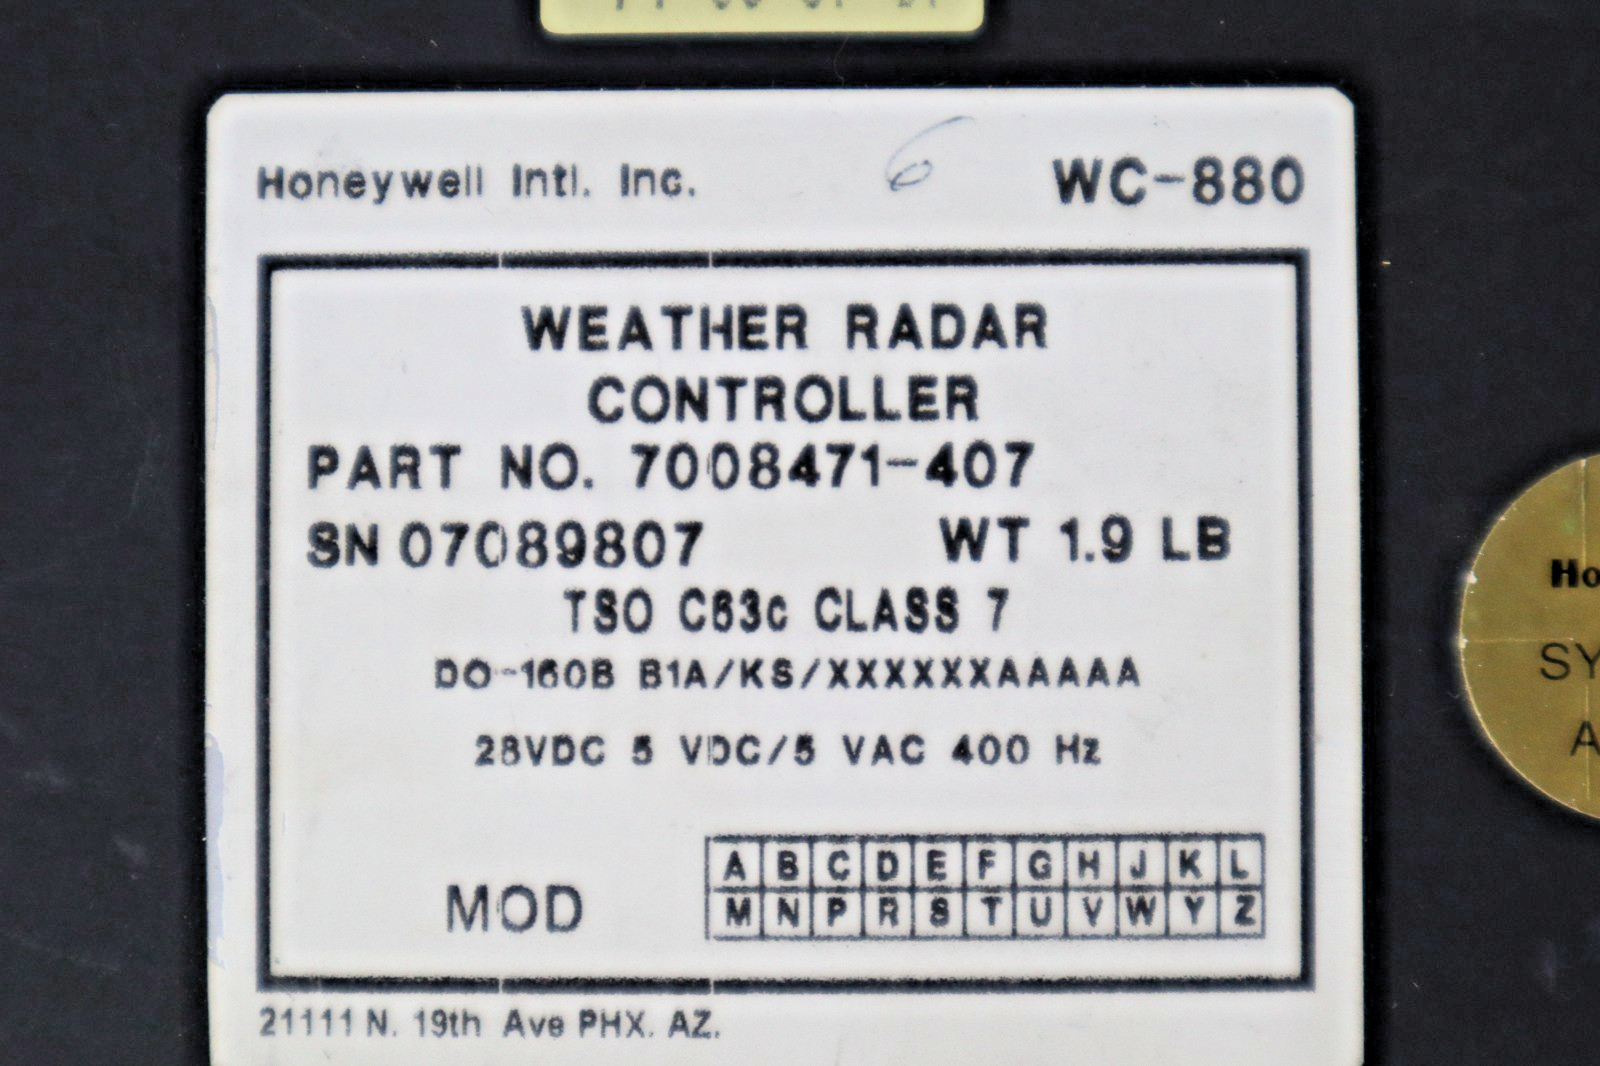 Honeywell Intl. Inc. 6 WC-880
WEATHER RADAR
CONTROLLER
PART NO. 7008471-407
SN 07089807 WT 1.9 LB
TSO C63c CLASS 7
DO-160B B1A/KS/XXXXXXAAAAA
28VDC 5 VDC/5 VAC 400 Hz
MOD
A B C D E F G H J K L
M N P R S T U V W Y Z
21111 N. 19th Ave PHX. AZ.
Ho
SY
A